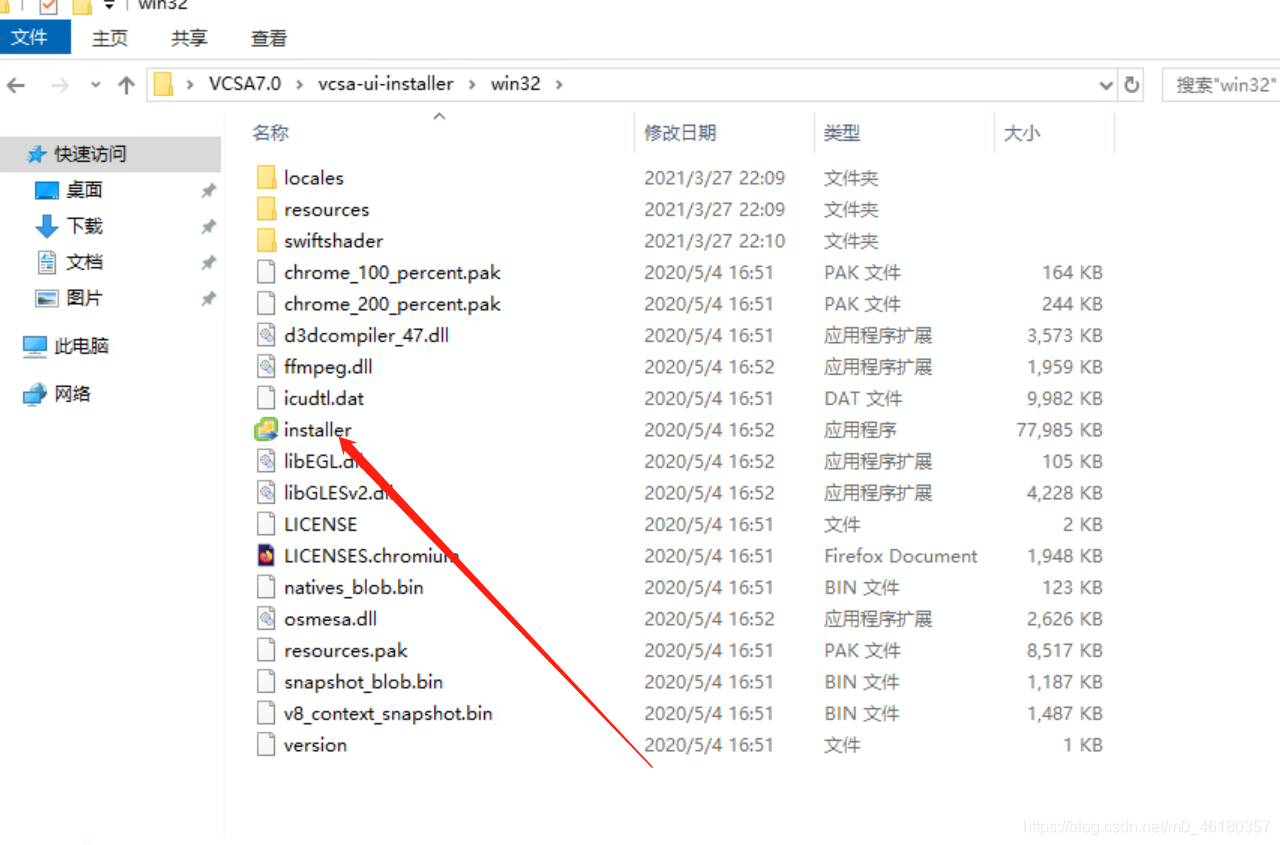 win32
文件 主页 共享 查看
VCSA7.0 vcsa-ui-installer win32 搜索"win32"
名称 修改日期 类型 大小
快速访问
桌面
下载
文档
图片
此电脑
网络
locales 2021/3/27 22:09 文件夹
resources 2021/3/27 22:09 文件夹
swiftshader 2021/3/27 22:10 文件夹
chrome_100_percent.pak 2020/5/4 16:51 PAK 文件 164 KB
chrome_200_percent.pak 2020/5/4 16:51 PAK 文件 244 KB
d3dcompiler_47.dll 2020/5/4 16:51 应用程序扩展 3,573 KB
ffmpeg.dll 2020/5/4 16:52 应用程序扩展 1,959 KB
icudtl.dat 2020/5/4 16:51 DAT 文件 9,982 KB
installer 2020/5/4 16:52 应用程序 77,985 KB
libEGL.dll 2020/5/4 16:52 应用程序扩展 105 KB
libGLESv2.dll 2020/5/4 16:52 应用程序扩展 4,228 KB
LICENSE 2020/5/4 16:51 文件 2 KB
LICENSES.chromium 2020/5/4 16:51 Firefox Document 1,948 KB
natives_blob.bin 2020/5/4 16:51 BIN 文件 123 KB
osmesa.dll 2020/5/4 16:52 应用程序扩展 2,626 KB
resources.pak 2020/5/4 16:51 PAK 文件 8,517 KB
snapshot_blob.bin 2020/5/4 16:51 BIN 文件 1,187 KB
v8_context_snapshot.bin 2020/5/4 16:51 BIN 文件 1,487 KB
version 2020/5/4 16:51 文件 1 KB
https://blog.csdn.net/m0_46180357